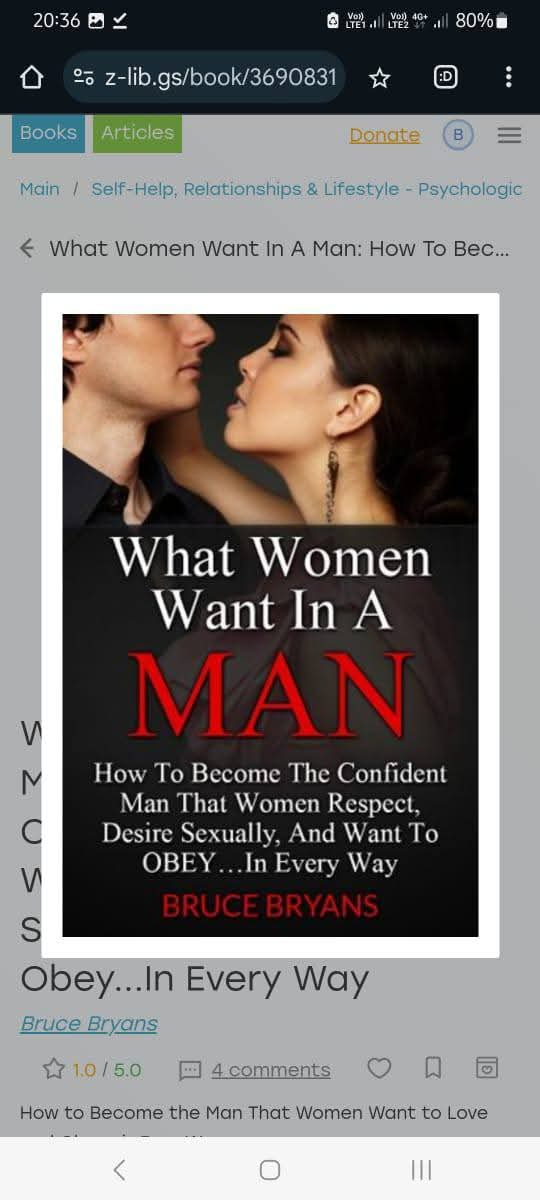 20:36 Vo)) LTE1 Vo)) LTE2 4G+ 80%
z-lib.gs/book/3690831 :D
Books Articles Donate B
Main / Self-Help, Relationships & Lifestyle - Psychologic
What Women Want In A Man: How To Bec...
What Women
Want In A
MAN
How To Become The Confident
Man That Women Respect,
Desire Sexually, And Want To
OBEY...In Every Way
BRUCE BRYANS
W
M
C
W
S
Obey...In Every Way
Bruce Bryans
1.0 / 5.0 4 comments
How to Become the Man That Women Want to Love